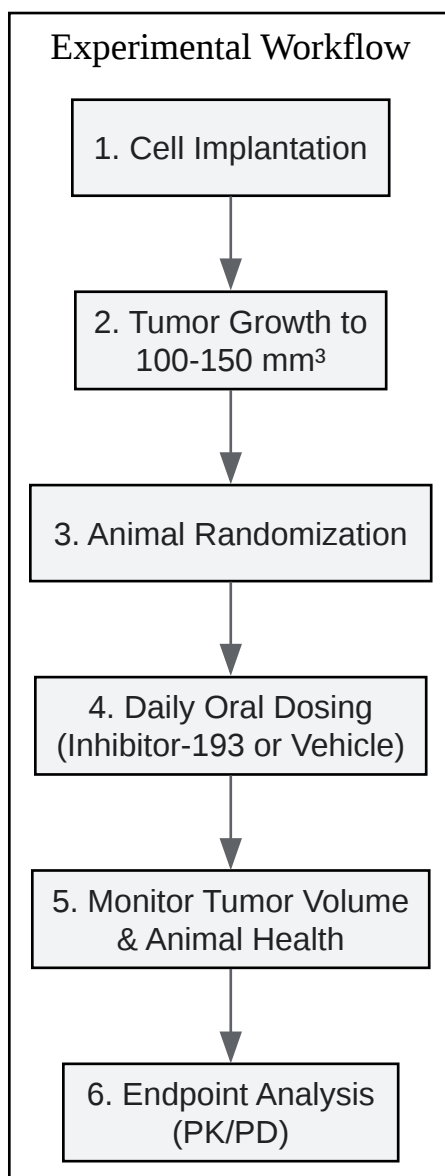 Experimental Workflow
1. Cell Implantation
2. Tumor Growth to
100-150 mm³
3. Animal Randomization
4. Daily Oral Dosing
(Inhibitor-193 or Vehicle)
5. Monitor Tumor Volume
& Animal Health
6. Endpoint Analysis
(PK/PD)